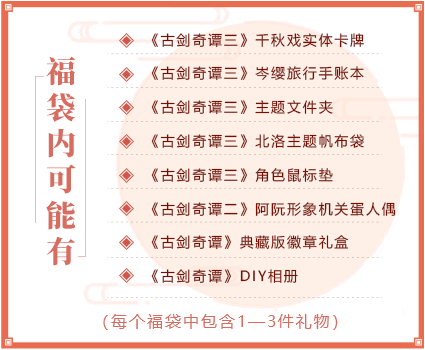 福袋内可能有
《古剑奇谭三》千秋戏实体卡牌
《古剑奇谭三》岑缨旅行手账本
《古剑奇谭三》主题文件夹
《古剑奇谭三》北洛主题帆布袋
《古剑奇谭三》角色鼠标垫
《古剑奇谭二》阿阮形象机关蛋人偶
《古剑奇谭》典藏版徽章礼盒
《古剑奇谭》DIY相册
（每个福袋中包含1—3件礼物）